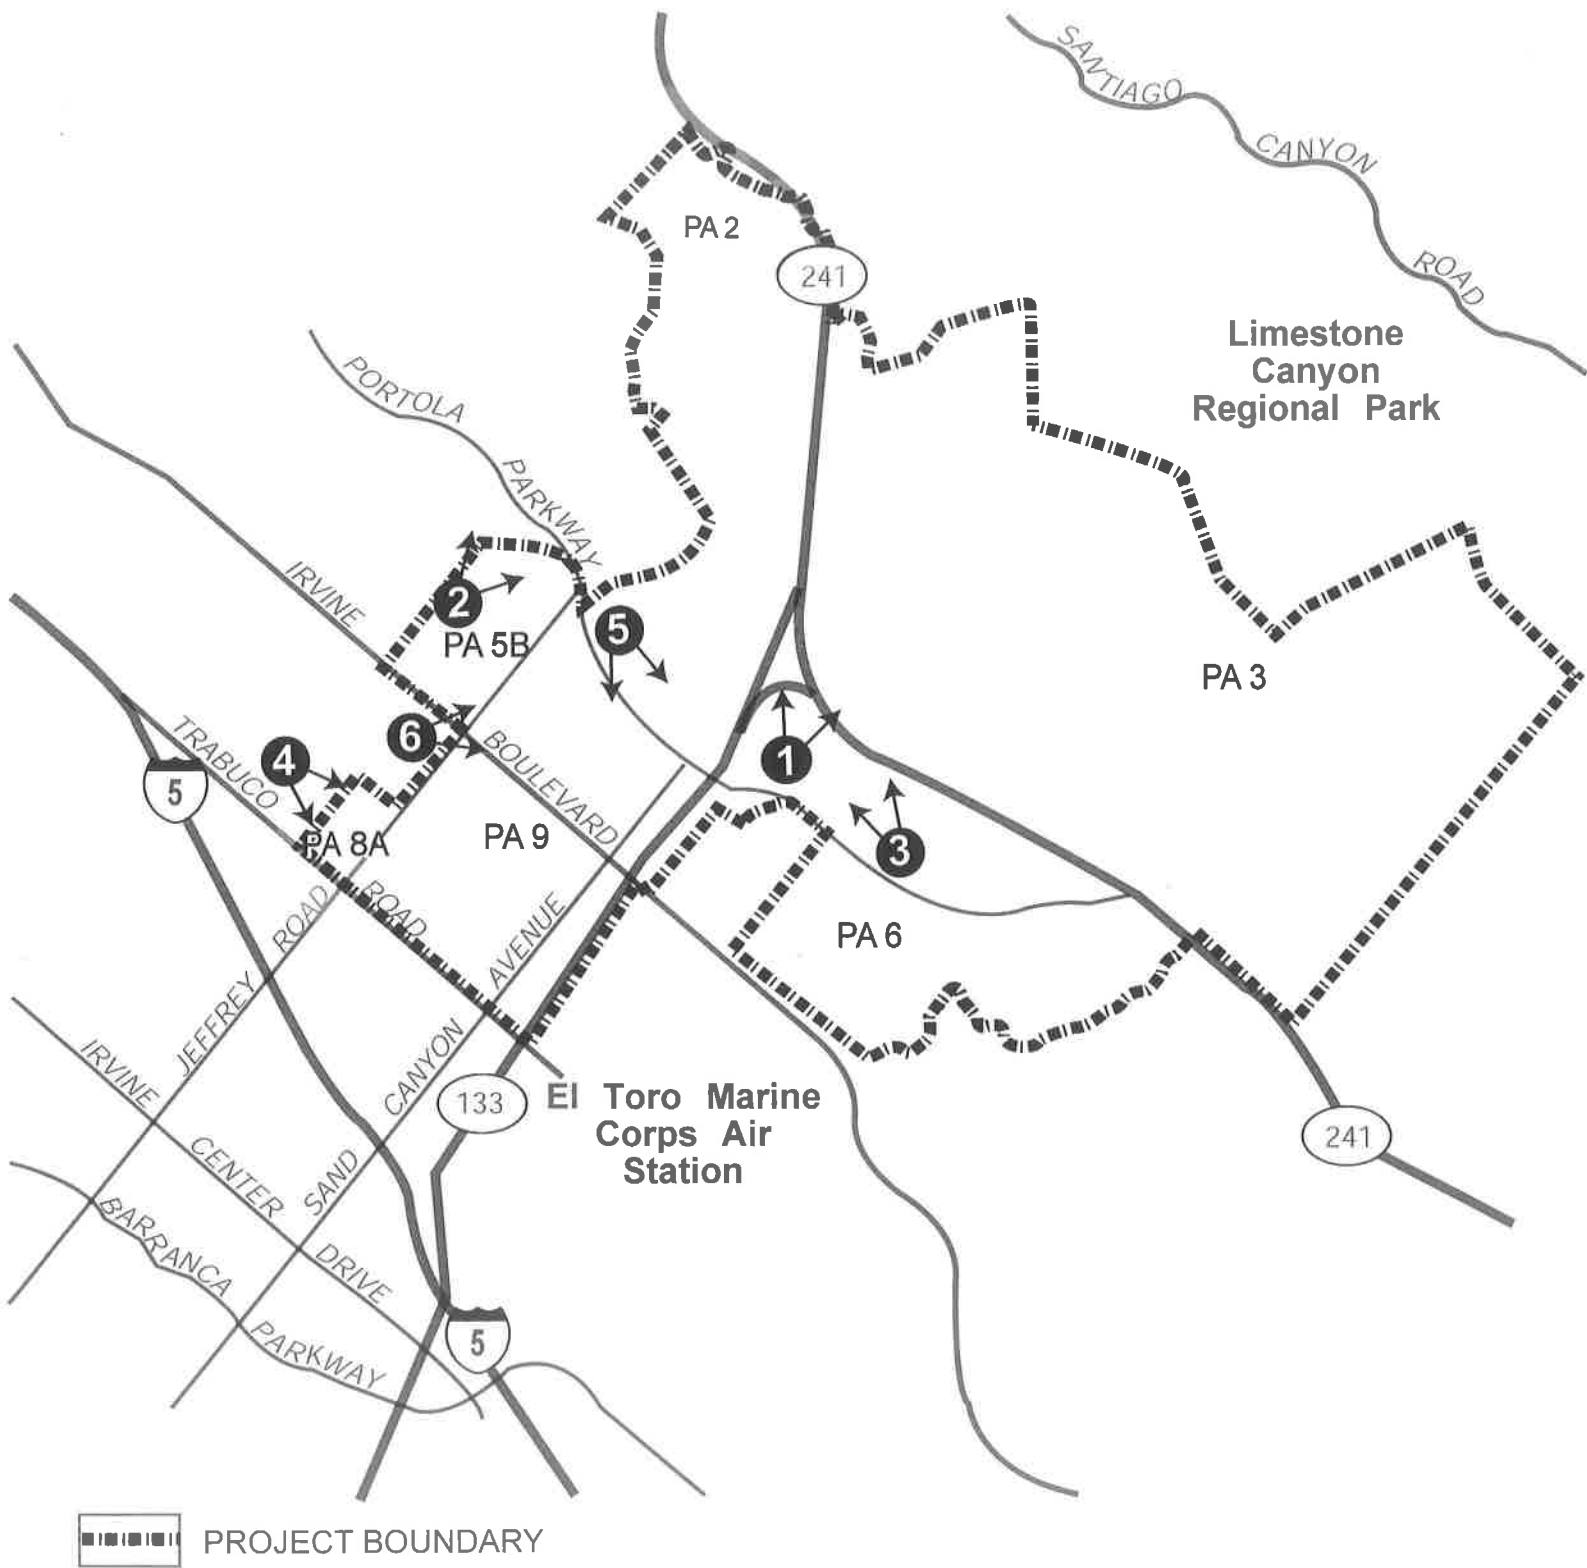 SANTIAGO
CANYON
ROAD
PA 2
241
Limestone
Canyon
Regional Park
PORTOLA
PARKWAY
IRVINE
BOULEVARD
2
PA 5B
5
PA 3
6
1
TRABUCO
ROAD
4
5
PA 8A
PA 9
3
PA 6
JEFFREY
ROAD
SAND
CANYON
AVENUE
IRVINE
CENTER
DRIVE
133
El Toro Marine
Corps Air
Station
241
BARRANCA
PARKWAY
5
PROJECT BOUNDARY